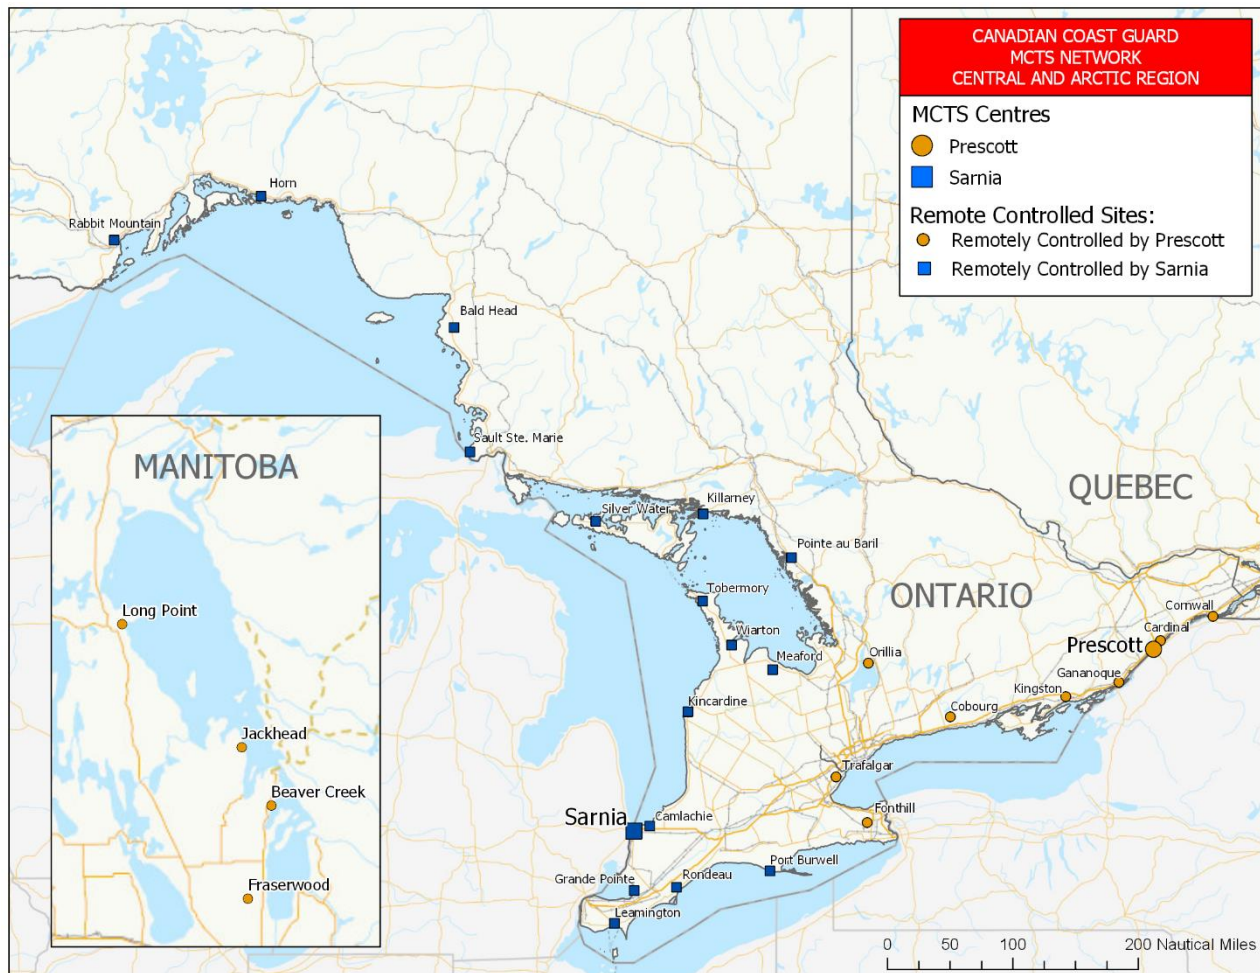 CANADIAN COAST GUARD
MCTS NETWORK
CENTRAL AND ARCTIC REGION
MCTS Centres
Prescott
Sarnia
Remote Controlled Sites:
Remotely Controlled by Prescott
Remotely Controlled by Sarnia
Horn
Rabbit Mountain
Bald Head
Sault Ste. Marie
MANITOBA
QUEBEC
Killarney
Silver Water
Pointe au Baril
ONTARIO
Tobermory
Long Point
Cornwall
Wiarton
Cardinal
Prescott
Meaford
Orillia
Gananoque
Kingston
Kincardine
Cobourg
Jackhead
Trafalgar
Beaver Creek
Fonthill
Sarnia
Camlachie
Port Burwell
Grande Pointe
Rondeau
Fraserwood
Leamington
0 50 100 200 Nautical Miles